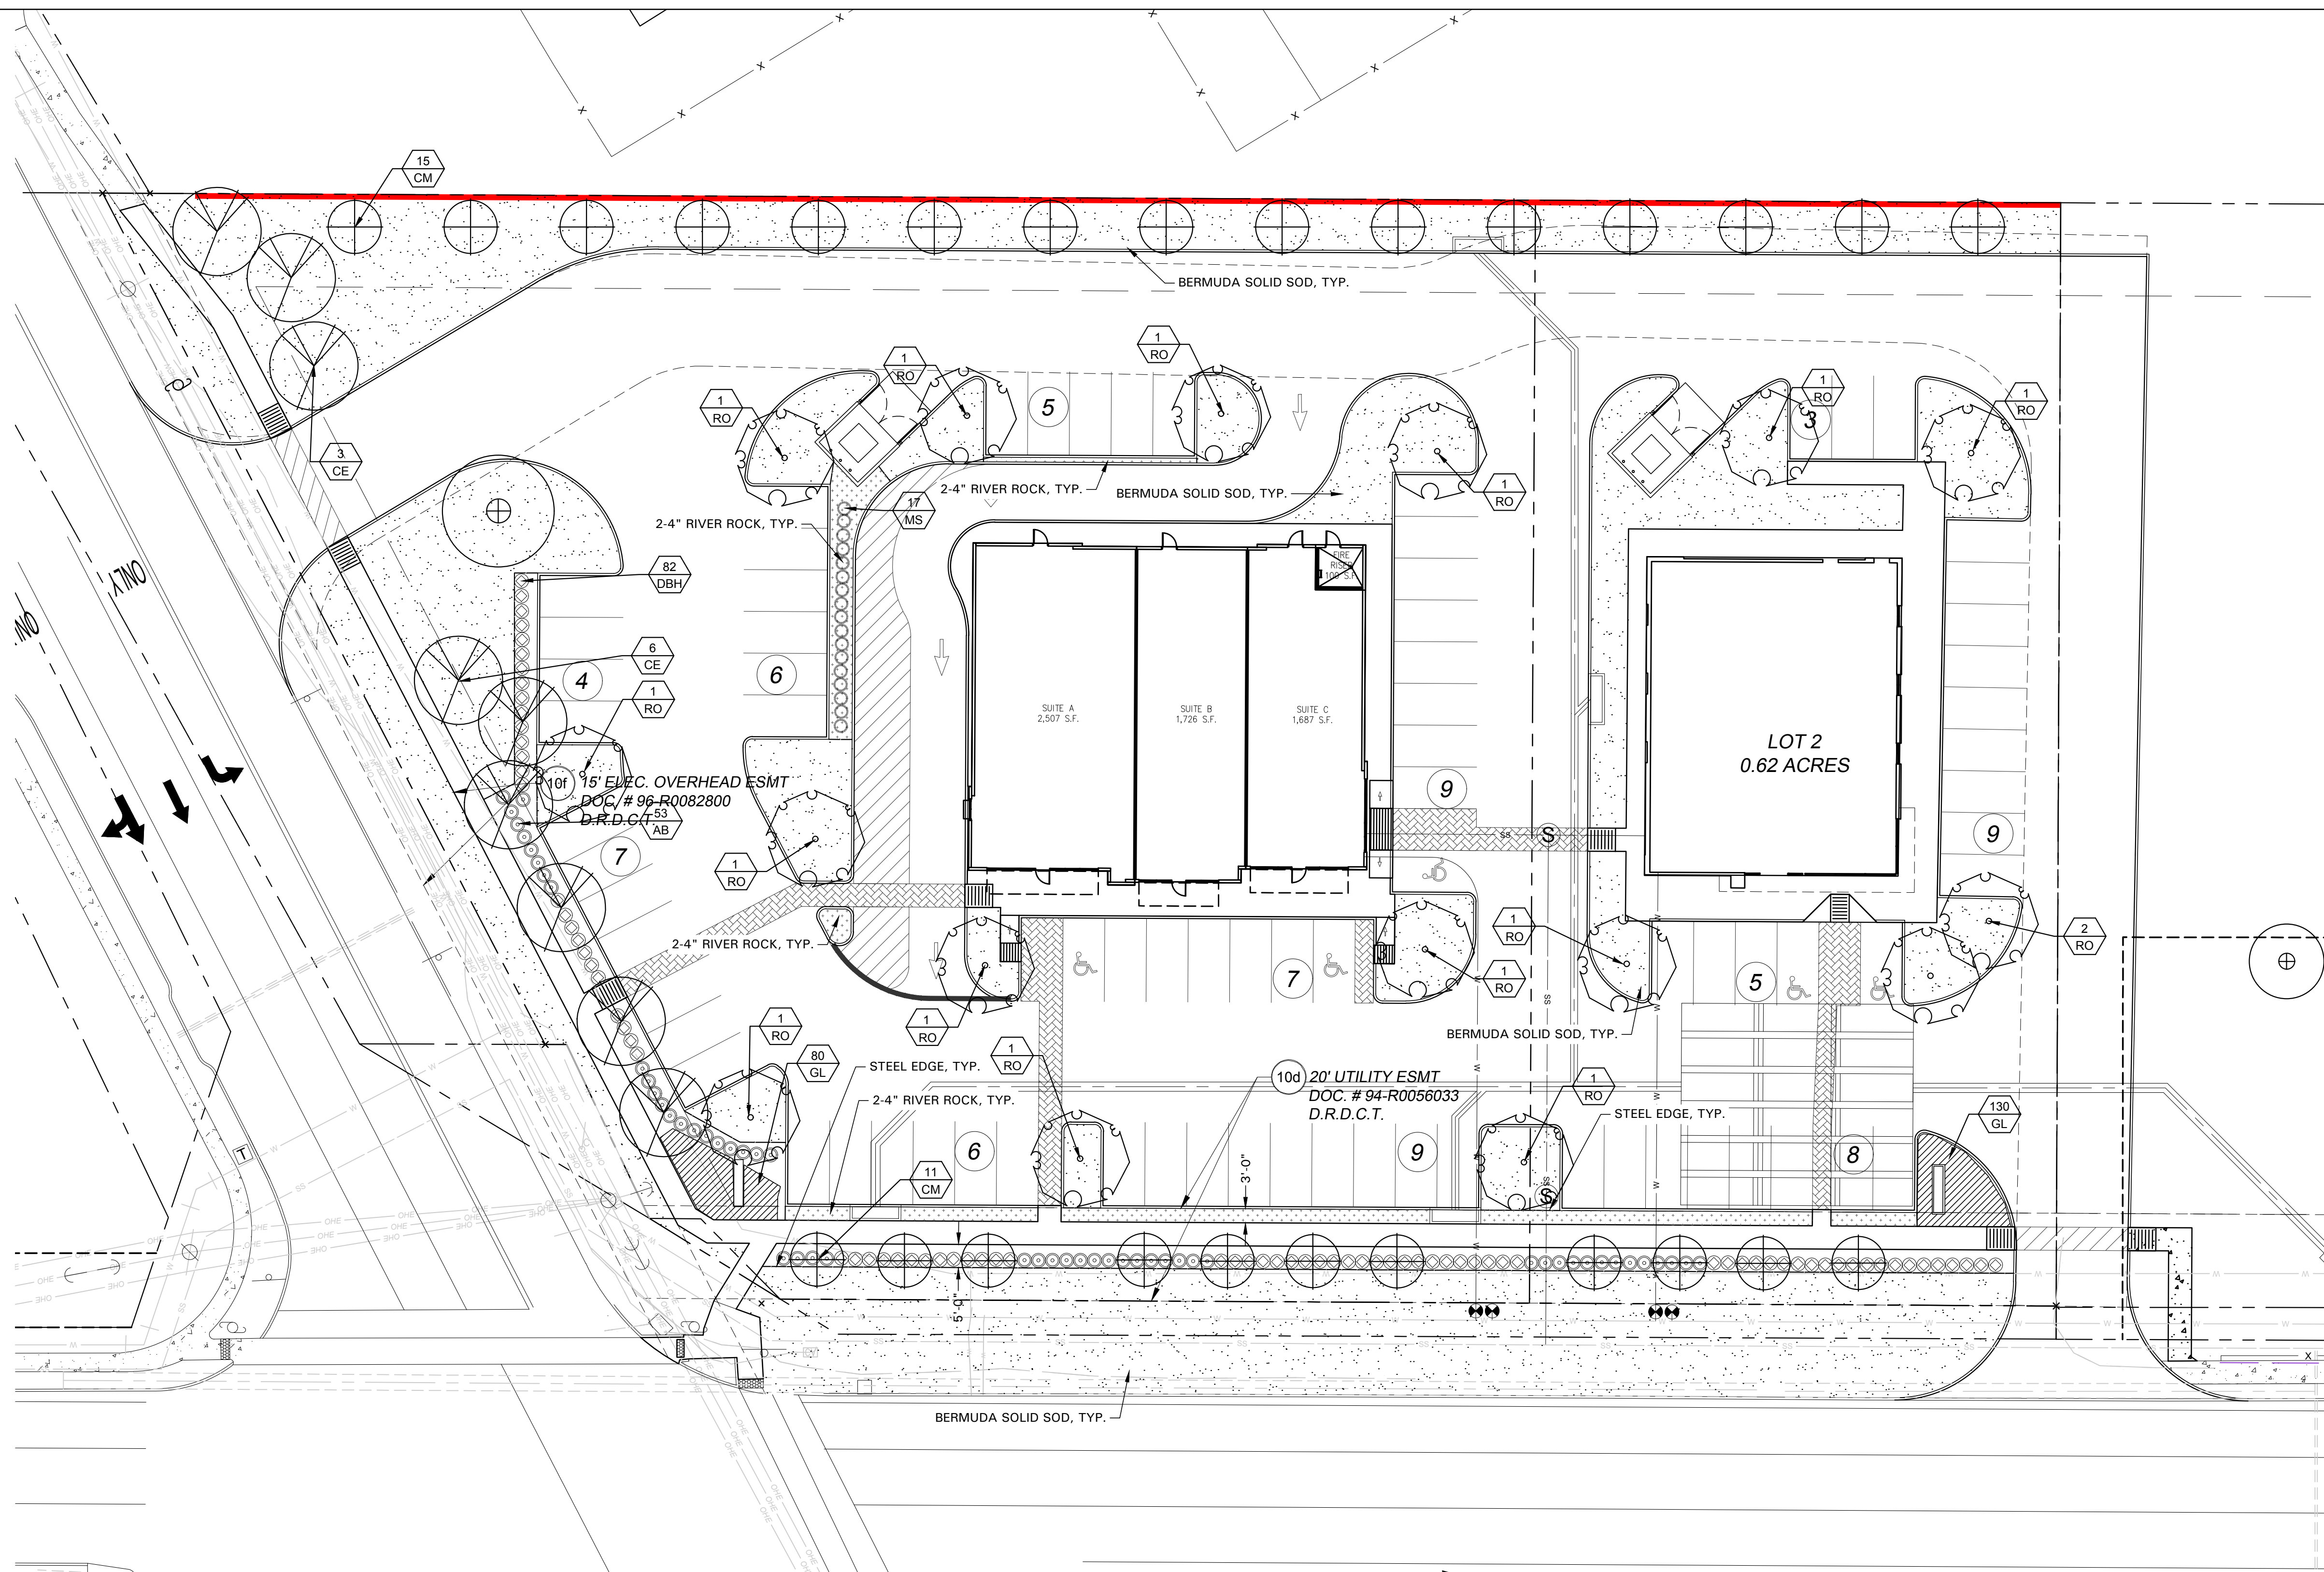 15
CM
BERMUDA SOLID SOD, TYP.
1
RO
1
RO
1
RO
1
RO
1
RO
5
3
3
CE
2-4" RIVER ROCK, TYP.
BERMUDA SOLID SOD, TYP.
17
MS
1
RO
2-4" RIVER ROCK, TYP.
FIRE
RISER
100 S.F.
ONLY
82
DBH
6
CE
4
6
1
RO
SUITE A
2,507 S.F.
SUITE B
1,726 S.F.
SUITE C
1,687 S.F.
LOT 2
0.62 ACRES
10f
15' ELEC. OVERHEAD ESMT
DOC. # 96-R0082800
D.R.D.C.T.
53
AB
9
9
SS
S
7
1
RO
2-4" RIVER ROCK, TYP.
1
RO
2
RO
7
1
RO
5
1
RO
1
RO
BERMUDA SOLID SOD, TYP.
80
GL
STEEL EDGE, TYP.
1
RO
10d
20' UTILITY ESMT
DOC. # 94-R0056033
D.R.D.C.T.
1
RO
2-4" RIVER ROCK, TYP.
STEEL EDGE, TYP.
130
GL
T
6
9
8
11
CM
3'-0"
S
5'-0"
BERMUDA SOLID SOD, TYP.